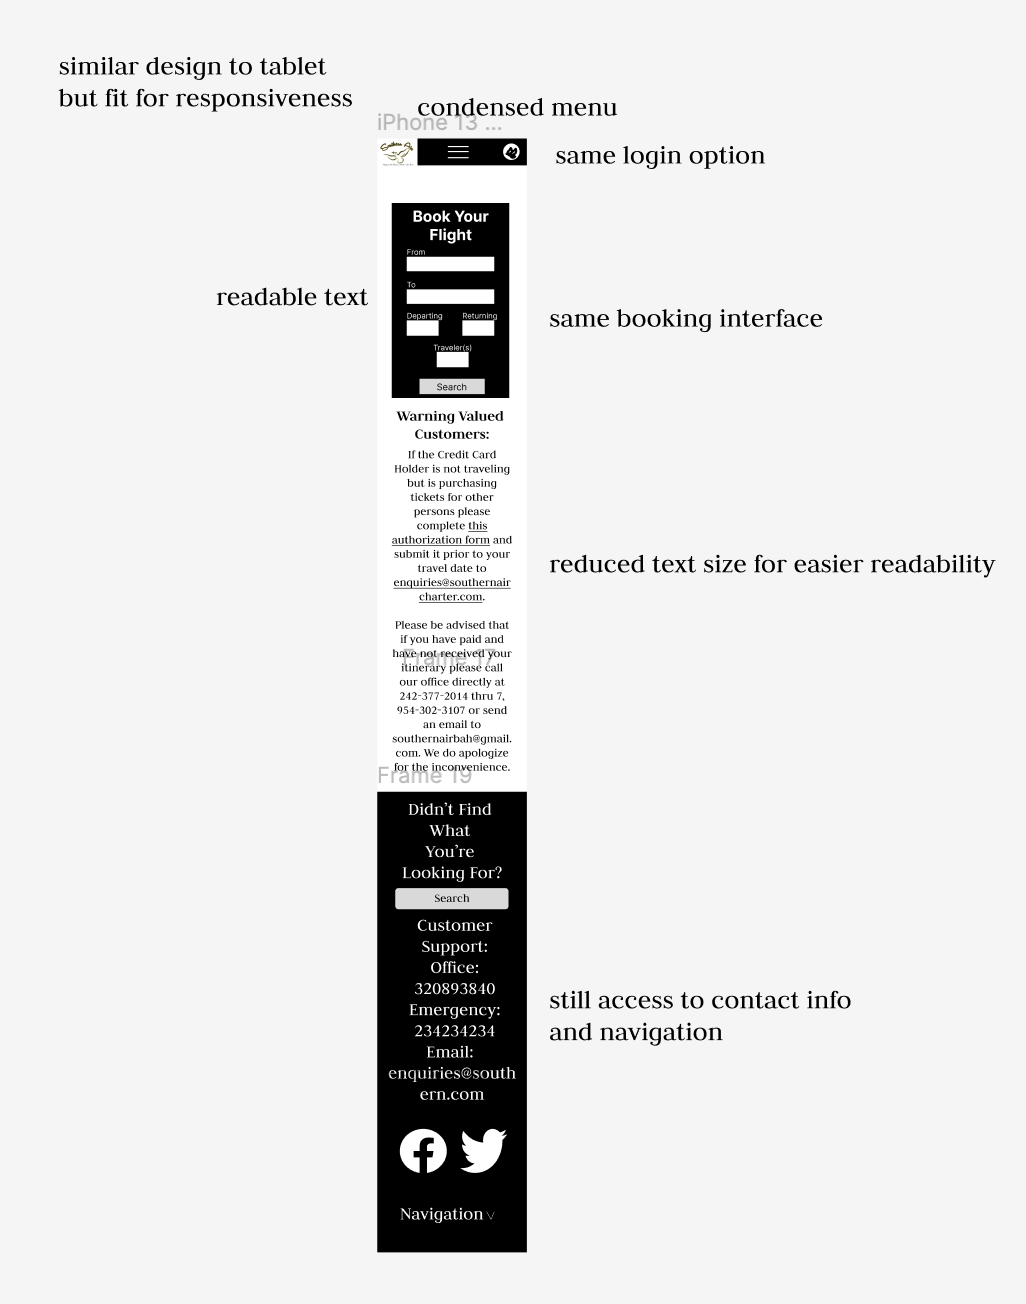 similar design to tablet
but fit for responsiveness
condensed menu
iPhone 13 ...
same login option
Book Your
Flight
From
To
Departing
Returning
Traveler(s)
Search
readable text
same booking interface
Warning Valued
Customers:
If the Credit Card
Holder is not traveling
but is purchasing
tickets for other
persons please
complete this
authorization form and
submit it prior to your
travel date to
enquiries@southernair
charter.com.
reduced text size for easier readability
Please be advised that
if you have paid and
have not received your
Frame 17
itinerary please call
our office directly at
242-377-2014 thru 7,
954-302-3107 or send
an email to
southernairbah@gmail.
com. We do apologize
for the inconvenience.
Frame 19
Didn't Find
What
You're
Looking For?
Search
Customer
Support:
Office:
320893840
Emergency:
234234234
Email:
enquiries@south
ern.com
still access to contact info
and navigation
Navigation